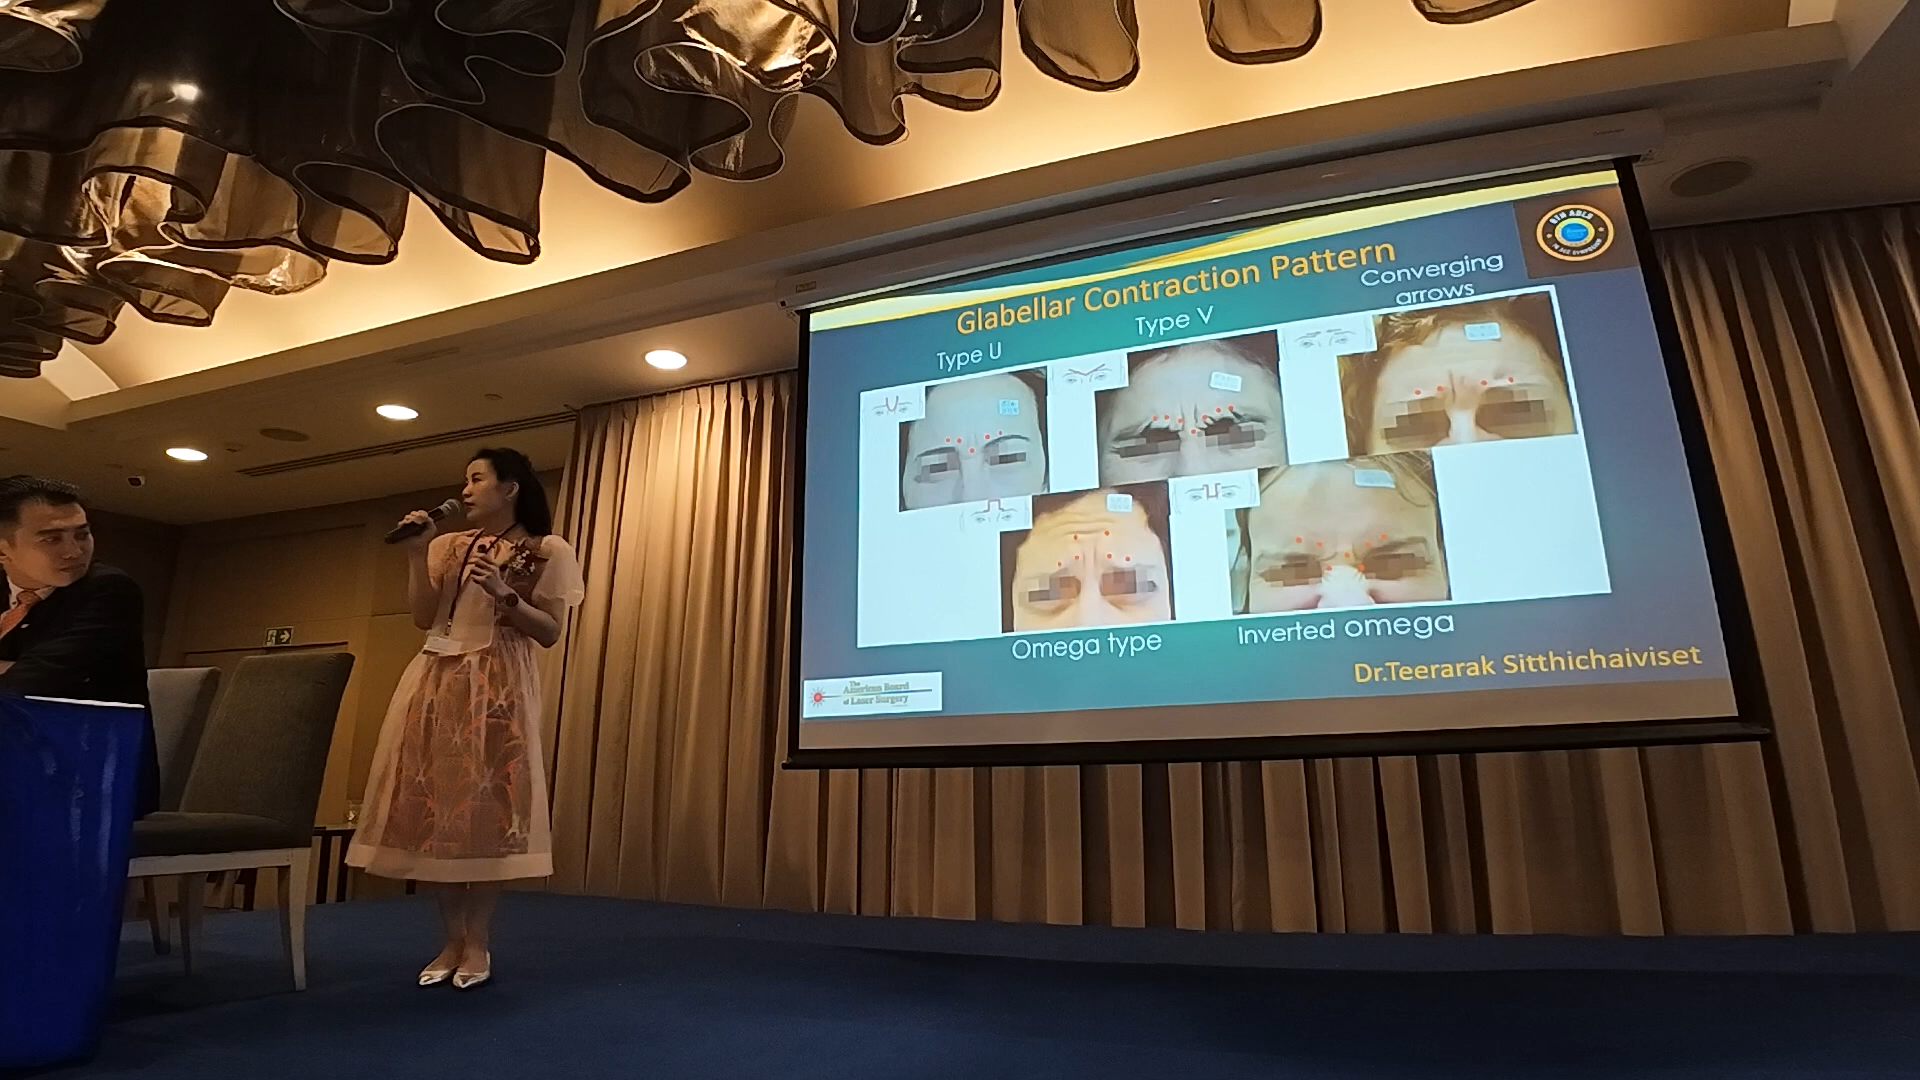 Glabellar Contraction Pattern
Type U
Type V
Converging
arrows
Omega type
Inverted omega
Dr.Teerarak Sitthichaiviset
The
American Board
of Laser Surgery